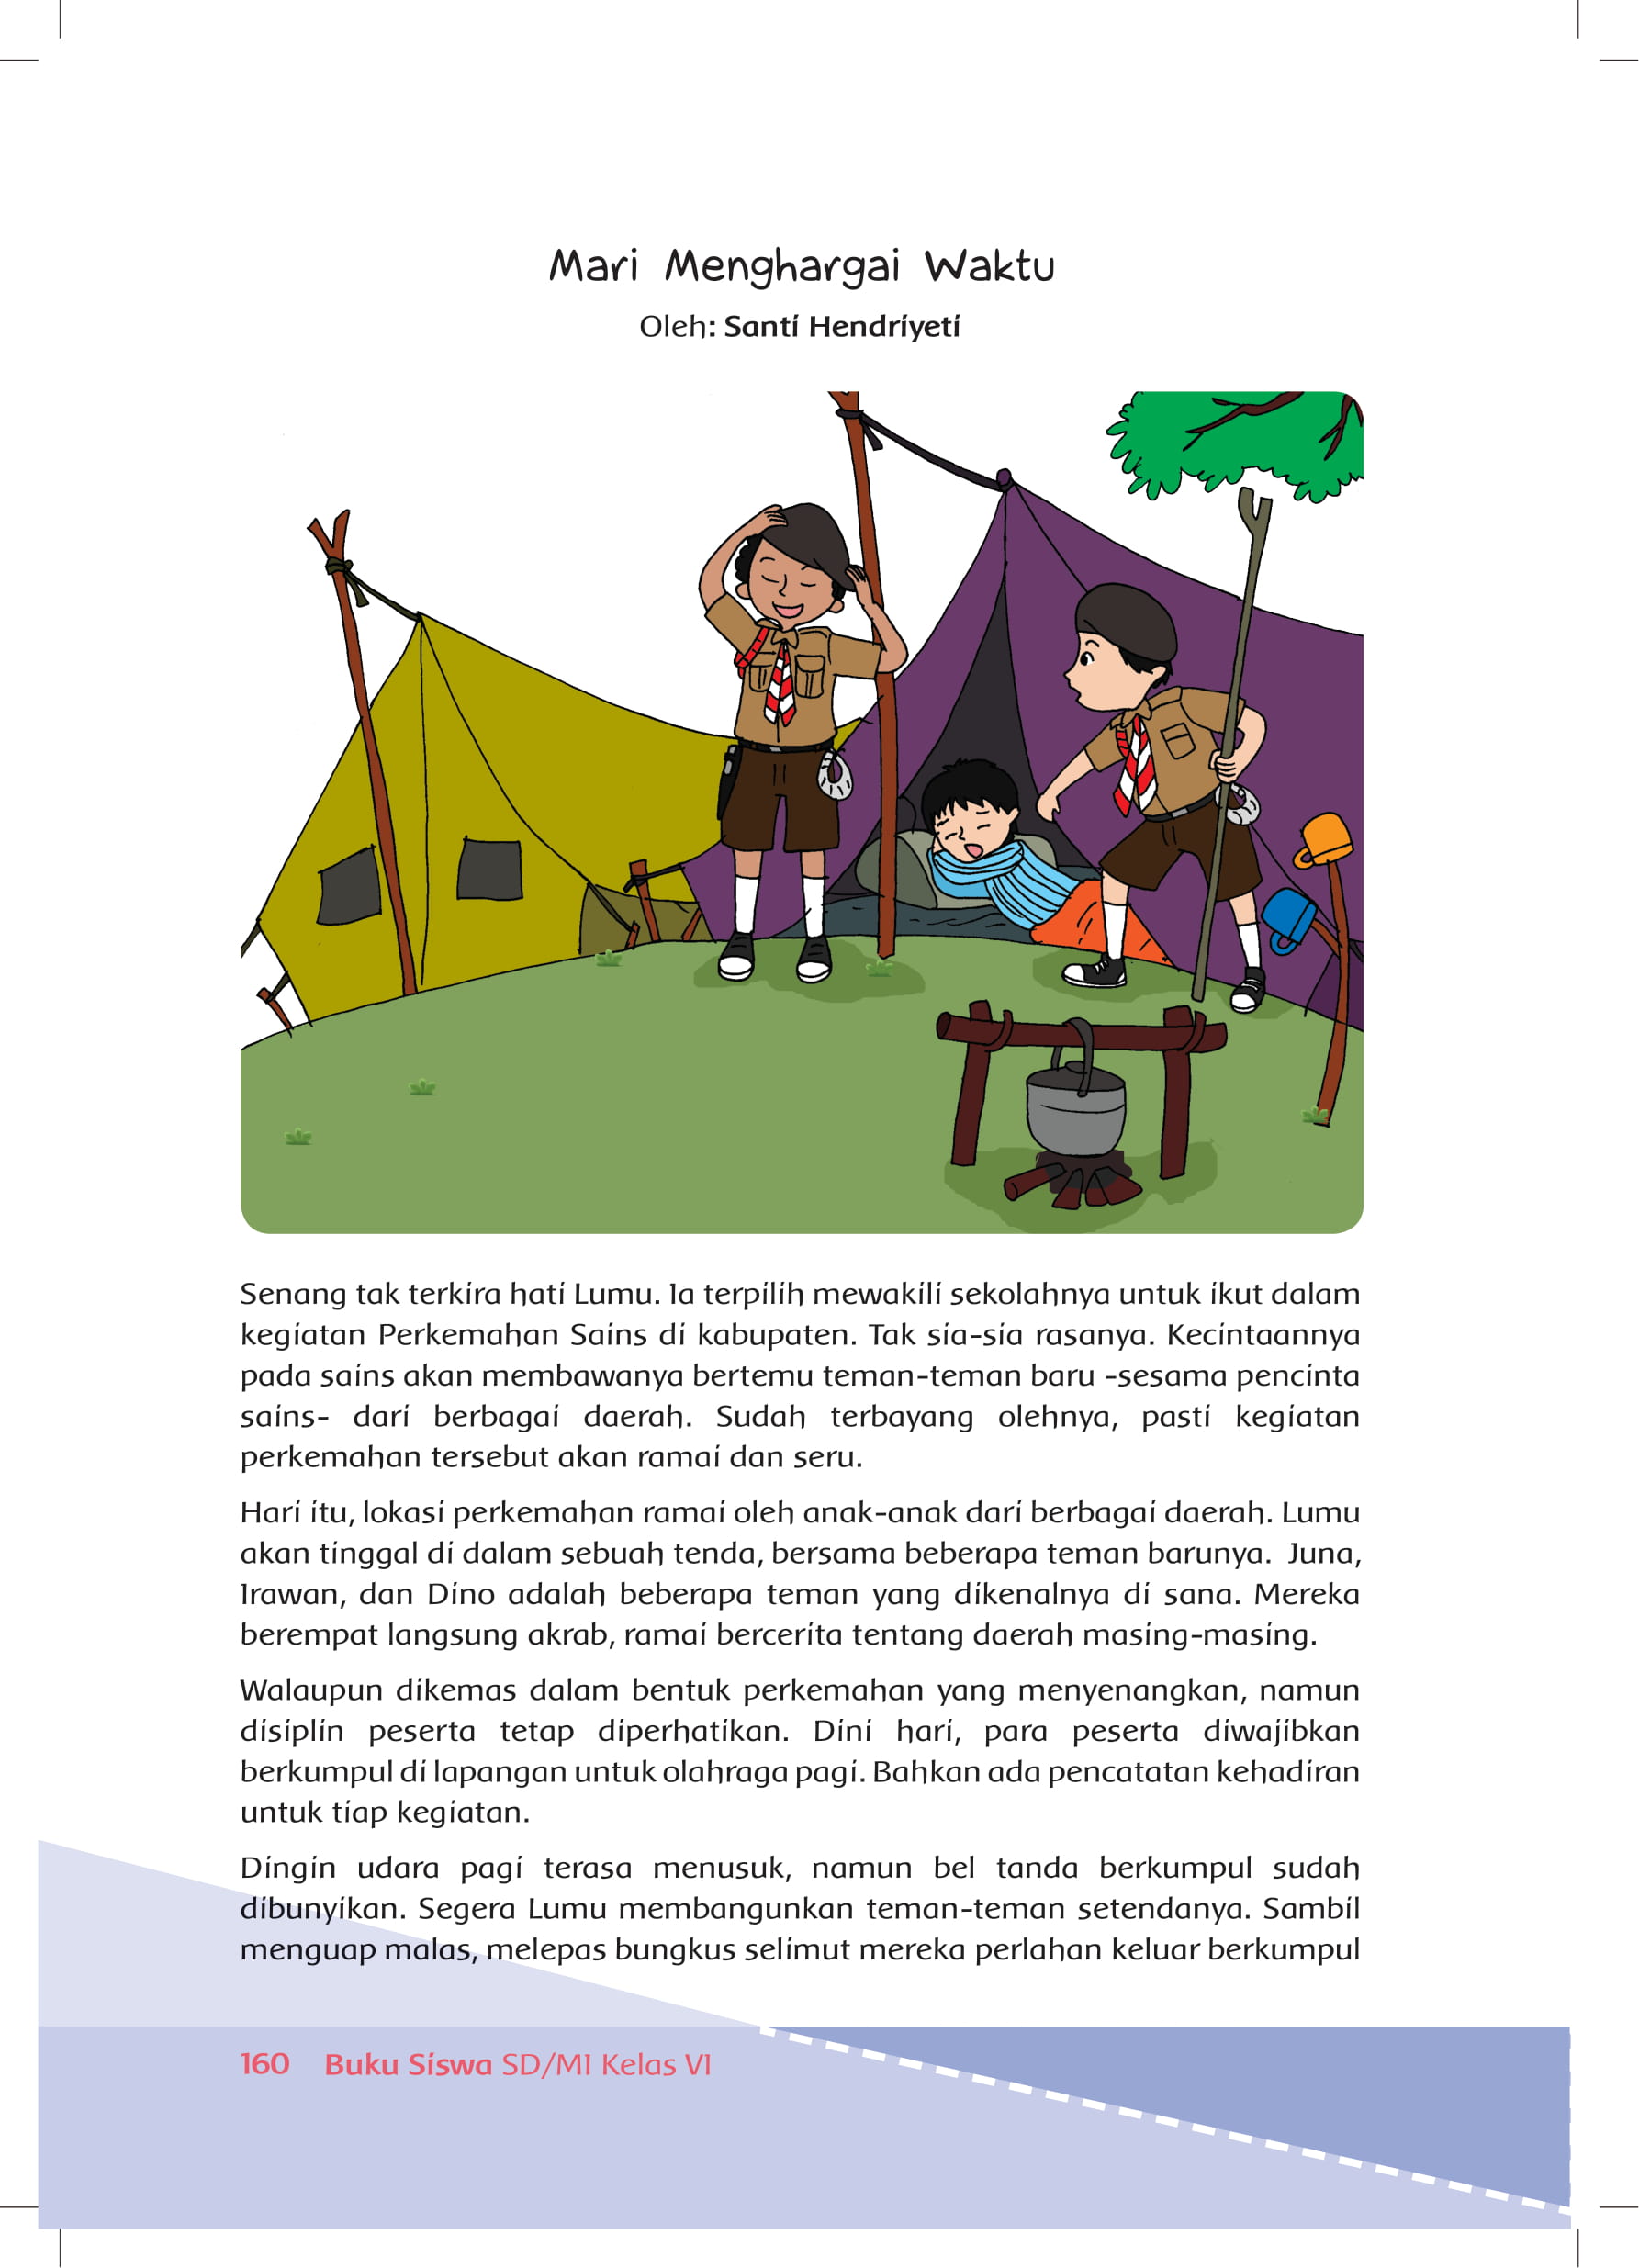 Mari Menghargai Waktu
Oleh: Santi Hendriyeti
Senang tak terkira hati Lumu. Ia terpilih mewakili sekolahnya untuk ikut dalam
kegiatan Perkemahan Sains di kabupaten. Tak sia-sia rasanya. Kecintaannya
pada sains akan membawanya bertemu teman-teman baru -sesama pencinta
sains- dari berbagai daerah. Sudah terbayang olehnya, pasti kegiatan
perkemahan tersebut akan ramai dan seru.
Hari itu, lokasi perkemahan ramai oleh anak-anak dari berbagai daerah. Lumu
akan tinggal di dalam sebuah tenda, bersama beberapa teman barunya. Juna,
Irawan, dan Dino adalah beberapa teman yang dikenalnya di sana. Mereka
berempat langsung akrab, ramai bercerita tentang daerah masing-masing.
Walaupun dikemas dalam bentuk perkemahan yang menyenangkan, namun
disiplin peserta tetap diperhatikan. Dini hari, para peserta diwajibkan
berkumpul di lapangan untuk olahraga pagi. Bahkan ada pencatatan kehadiran
untuk tiap kegiatan.
Dingin udara pagi terasa menusuk, namun bel tanda berkumpul sudah
dibunyikan. Segera Lumu membangunkan teman-teman setendanya. Sambil
menguap malas, melepas bungkus selimut mereka perlahan keluar berkumpul
160 Buku Siswa SD/MI Kelas VI